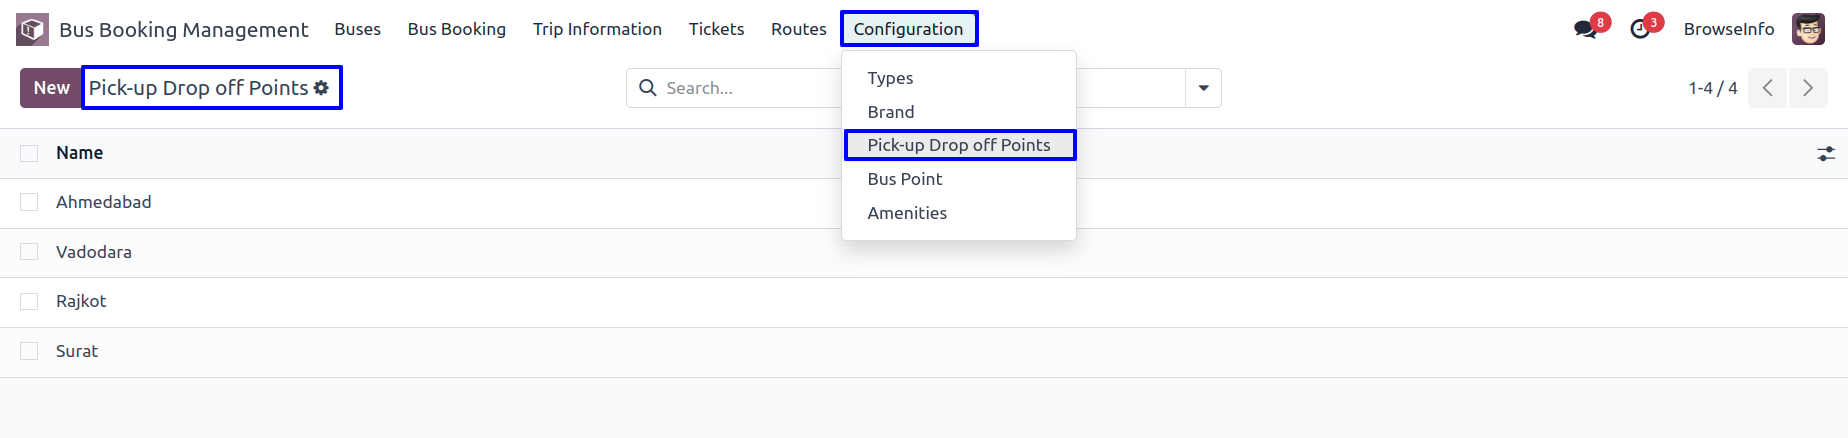 Bus Booking Management Buses Bus Booking Trip Information Tickets Routes Configuration 8 3 BrowseInfo
New Pick-up Drop off Points Search... 1-4 / 4
Types
Brand
Pick-up Drop off Points
Bus Point
Amenities
Name
Ahmedabad
Vadodara
Rajkot
Surat